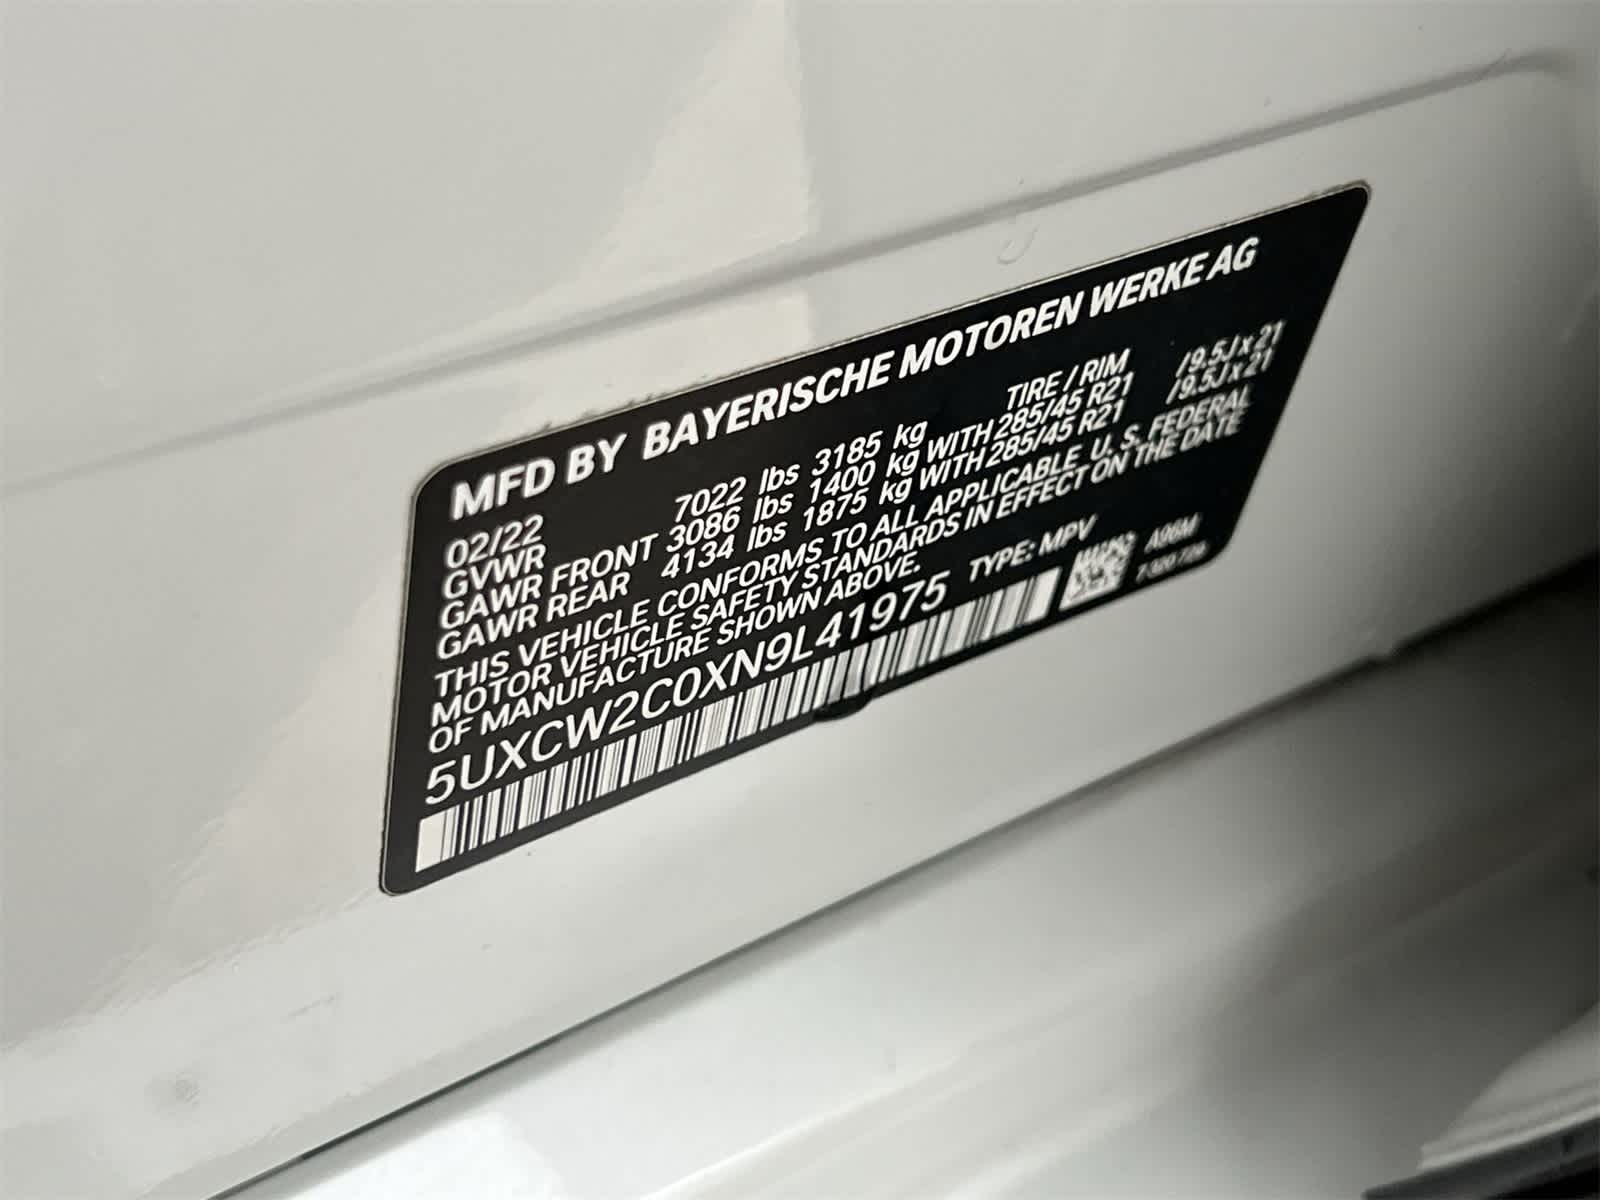 MFD BY BAYERISCHE MOTOREN WERKE AG
02/22 TIRE / RIM
GVWR 7022 lbs 3185 kg
GAWR FRONT 3086 lbs 1400 kg WITH 285/45 R21 /9.5J x 21
GAWR REAR 4134 lbs 1875 kg WITH 285/45 R21 /9.5J x 21
THIS VEHICLE CONFORMS TO ALL APPLICABLE U. S. FEDERAL
MOTOR VEHICLE SAFETY STANDARDS IN EFFECT ON THE DATE
OF MANUFACTURE SHOWN ABOVE.
5UXCW2C0XN9L41975 TYPE: MPV
A96M